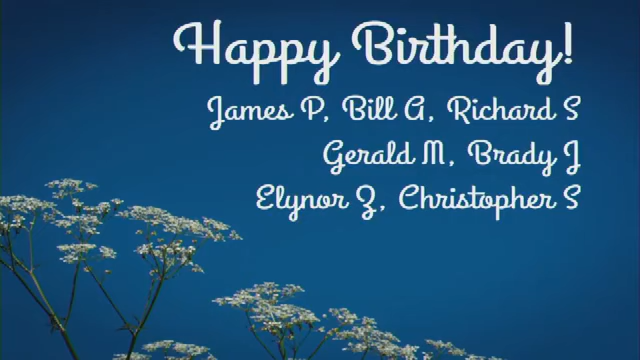 Happy Birthday!
James P, Bill A, Richard S
Gerald M, Brady J
Elynor Z, Christopher S